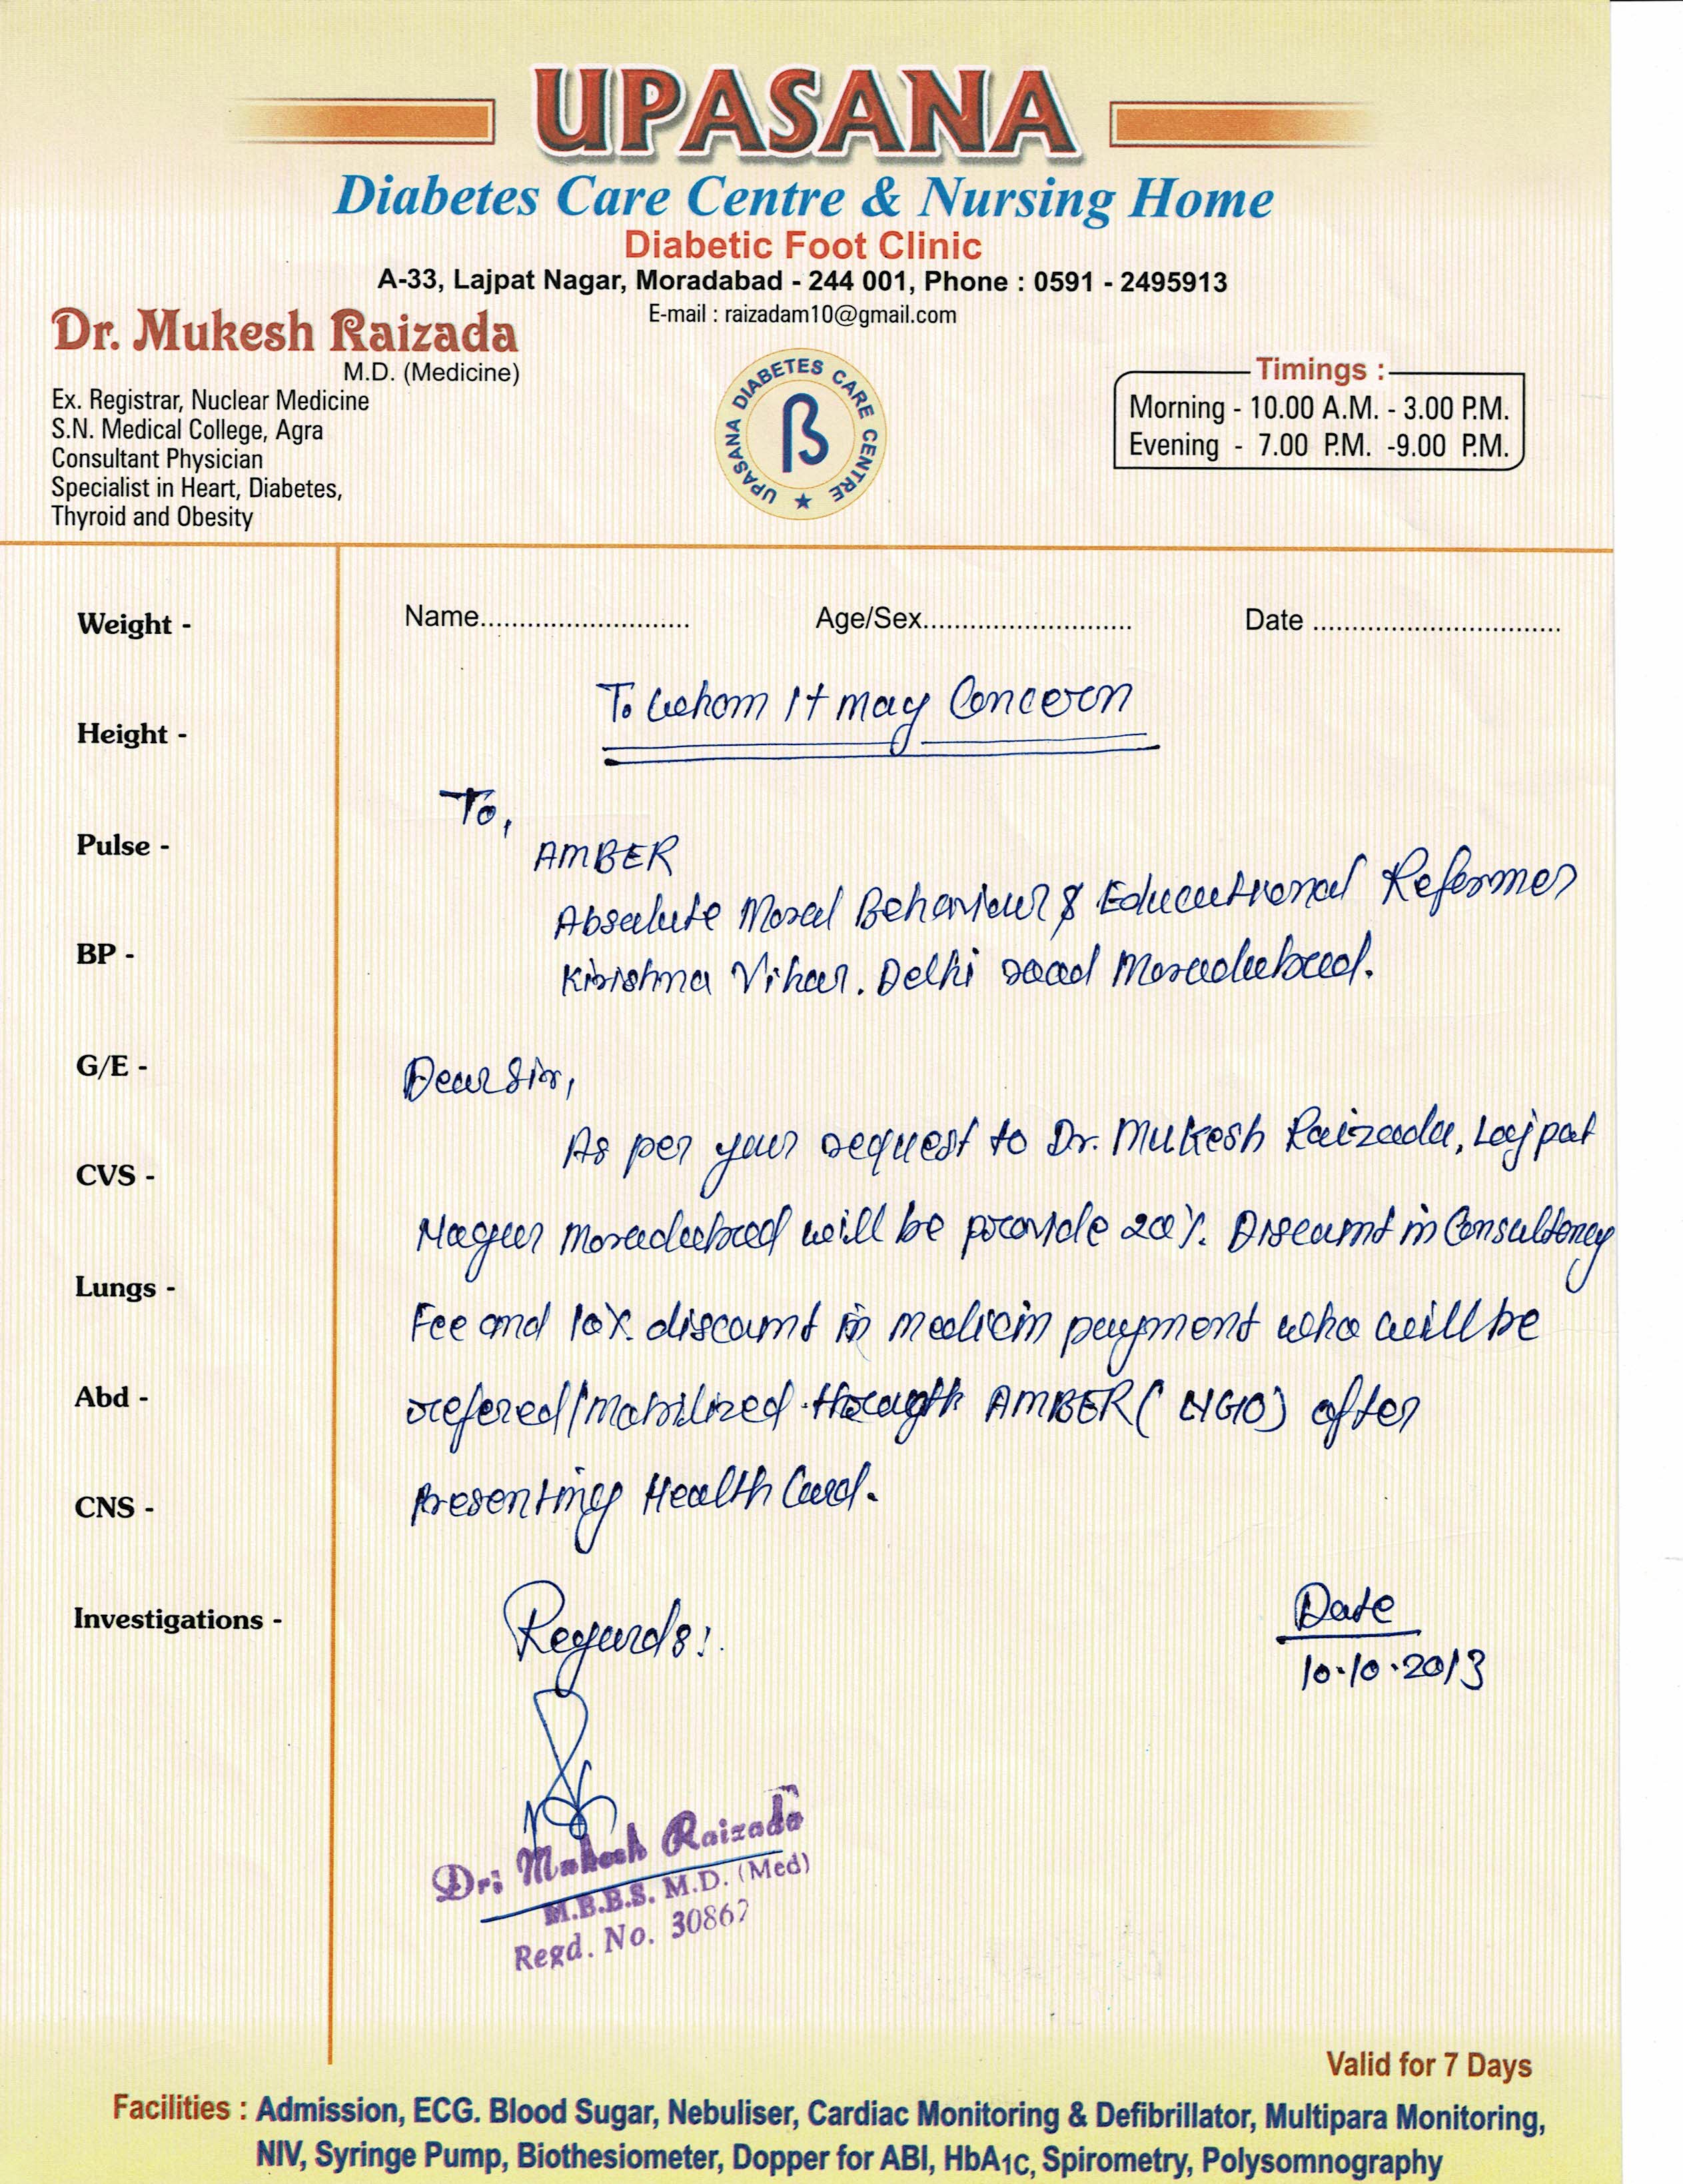 UPASANA
Diabetes Care Centre & Nursing Home
Diabetic Foot Clinic
A-33, Lajpat Nagar, Moradabad - 244 001, Phone : 0591 - 2495913
E-mail : raizadam10@gmail.com
Dr. Mukesh Raizada
M.D. (Medicine)
Ex. Registrar, Nuclear Medicine
S.N. Medical College, Agra
Consultant Physician
Specialist in Heart, Diabetes,
Thyroid and Obesity
UPASANA DIABETES CARE CENTRE
β
Timings :
Morning - 10.00 A.M. - 3.00 P.M.
Evening - 7.00 P.M. -9.00 P.M.
Weight -
Height -
Pulse -
BP -
G/E -
CVS -
Lungs -
Abd -
CNS -
Investigations -
Name........................... Age/Sex........................... Date ................................
To Whom It may Concern
To,
AMBER
Absolute Moral Behaviour & Educational Reformer
Krishna Vihar. Delhi road Moradabad.
Dear Sir,
As per your request to Dr. Mukesh Raizada, Lajpat
Nagar Moradabad will be provide 20% Discount in Consultancy
Fee and 10% discount in medicin payment who will be
refered/mobilized through AMBER (NGO) after
Presenting Health Card.
Regards:
Date
10.10.2013
Dr. Mukesh Raizada
M.B.B.S. M.D. (Med)
Regd. No. 30867
Valid for 7 Days
Facilities : Admission, ECG. Blood Sugar, Nebuliser, Cardiac Monitoring & Defibrillator, Multipara Monitoring,
NIV, Syringe Pump, Biothesiometer, Dopper for ABI, HbA1c, Spirometry, Polysomnography